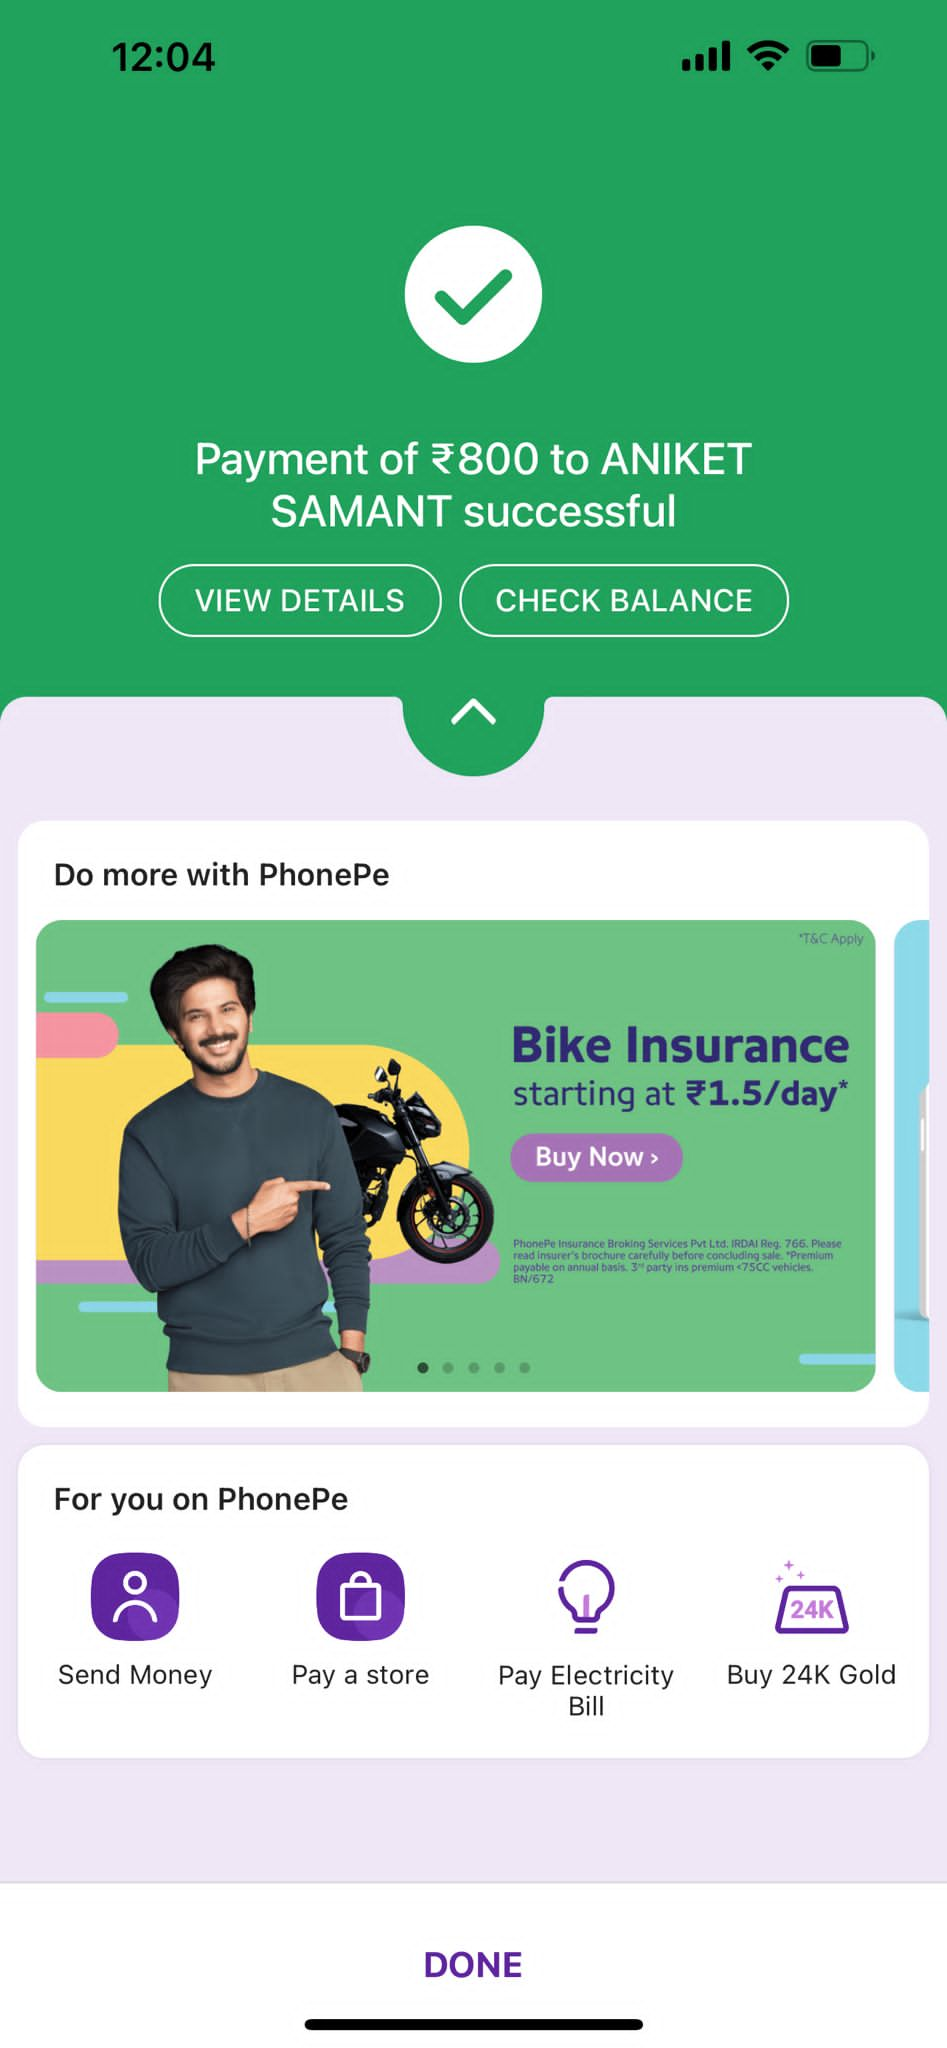 12:04
Payment of ₹800 to ANIKET
SAMANT successful
VIEW DETAILS
CHECK BALANCE
Do more with PhonePe
*T&C Apply
Bike Insurance
starting at ₹1.5/day*
Buy Now ›
PhonePe Insurance Broking Services Pvt Ltd. IRDAI Reg. 766. Please
read insurer's brochure carefully before concluding sale. *Premium
payable on annual basis. 3rd party ins premium <75CC vehicles.
BN/672
For you on PhonePe
24K
Send Money
Pay a store
Pay Electricity
Bill
Buy 24K Gold
DONE